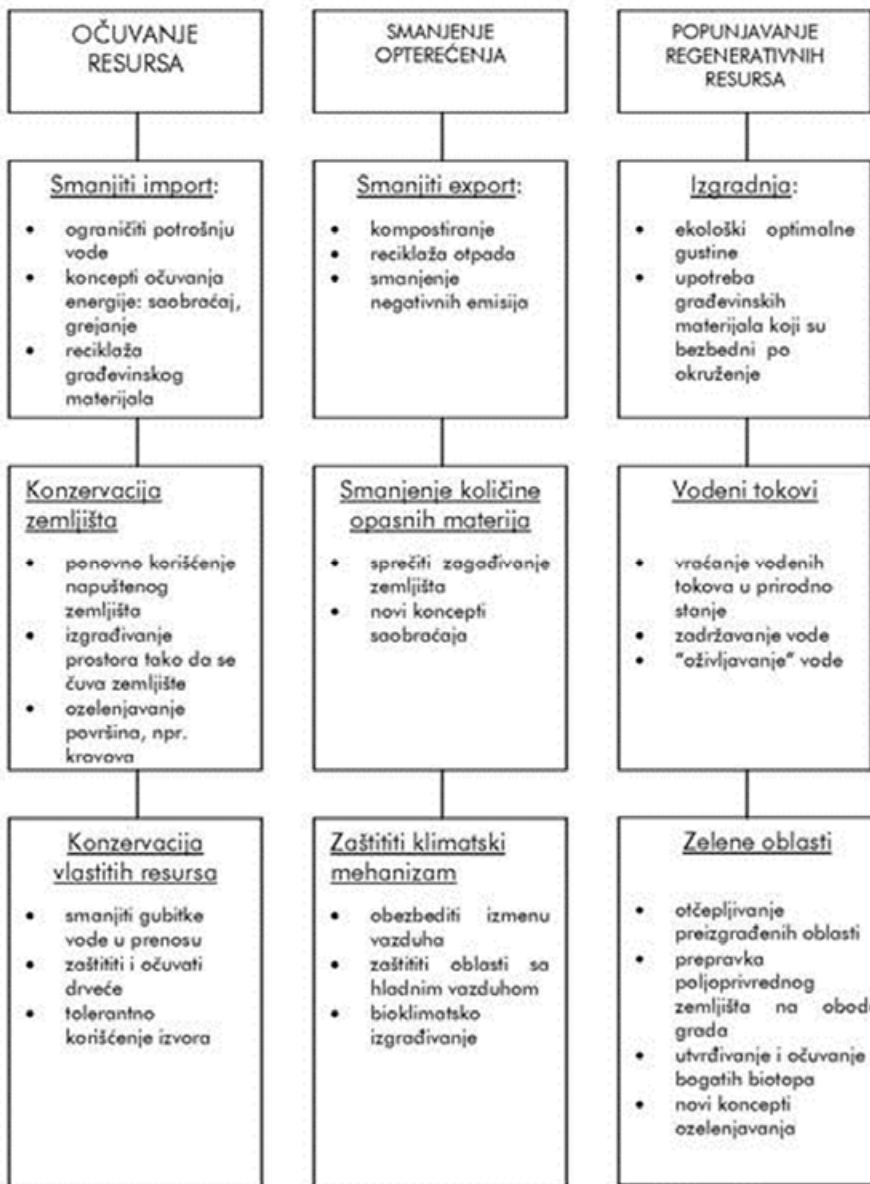 OČUVANJE
RESURSA
Smanjiti import:
• ograničiti potrošnju
vode
• koncepti očuvanja
energije: saobraćaj,
grejanje
• reciklaža
građevinskog
materijala
Konzervacija
zemljišta
• ponovno korišćenje
napuštenog
zemljišta
• izgrađivanje
prostora tako da se
čuva zemljište
• ozelenjavanje
površina, npr.
krovova
Konzervacija
vlastitih resursa
• smanjiti gubitke
vode u prenosu
• zaštititi i očuvati
drveće
• tolerantno
korišćenje izvora
SMANJENJE
OPTEREĆENJA
Smanjiti export:
• kompostiranje
• reciklaža otpada
• smanjenje
negativnih emisija
Smanjenje količine
opasnih materija
• sprečiti zagađivanje
zemljišta
• novi koncepti
saobraćaja
Zaštititi klimatski
mehanizam
• obezbediti izmenu
vazduha
• zaštititi oblasti sa
hladnim vazduhom
• bioklimatsko
izgrađivanje
POPUNJAVANJE
REGENERATIVNIH
RESURSA
Izgradnja:
• ekološki optimalne
gustine
• upotreba
građevinskih
materijala koji su
bezbedni po
okruženje
Vodeni tokovi
• vraćanje vodenih
tokova u prirodno
stanje
• zadržavanje vode
• "oživljavanje" vode
Zelene oblasti
• otčepljivanje
preizgrađenih oblasti
• prepravka
poljoprivrednog
zemljišta na
grada
• utvrđivanje i očuvanje
bogatih biotopa
• novi koncepti
ozelenjavanja